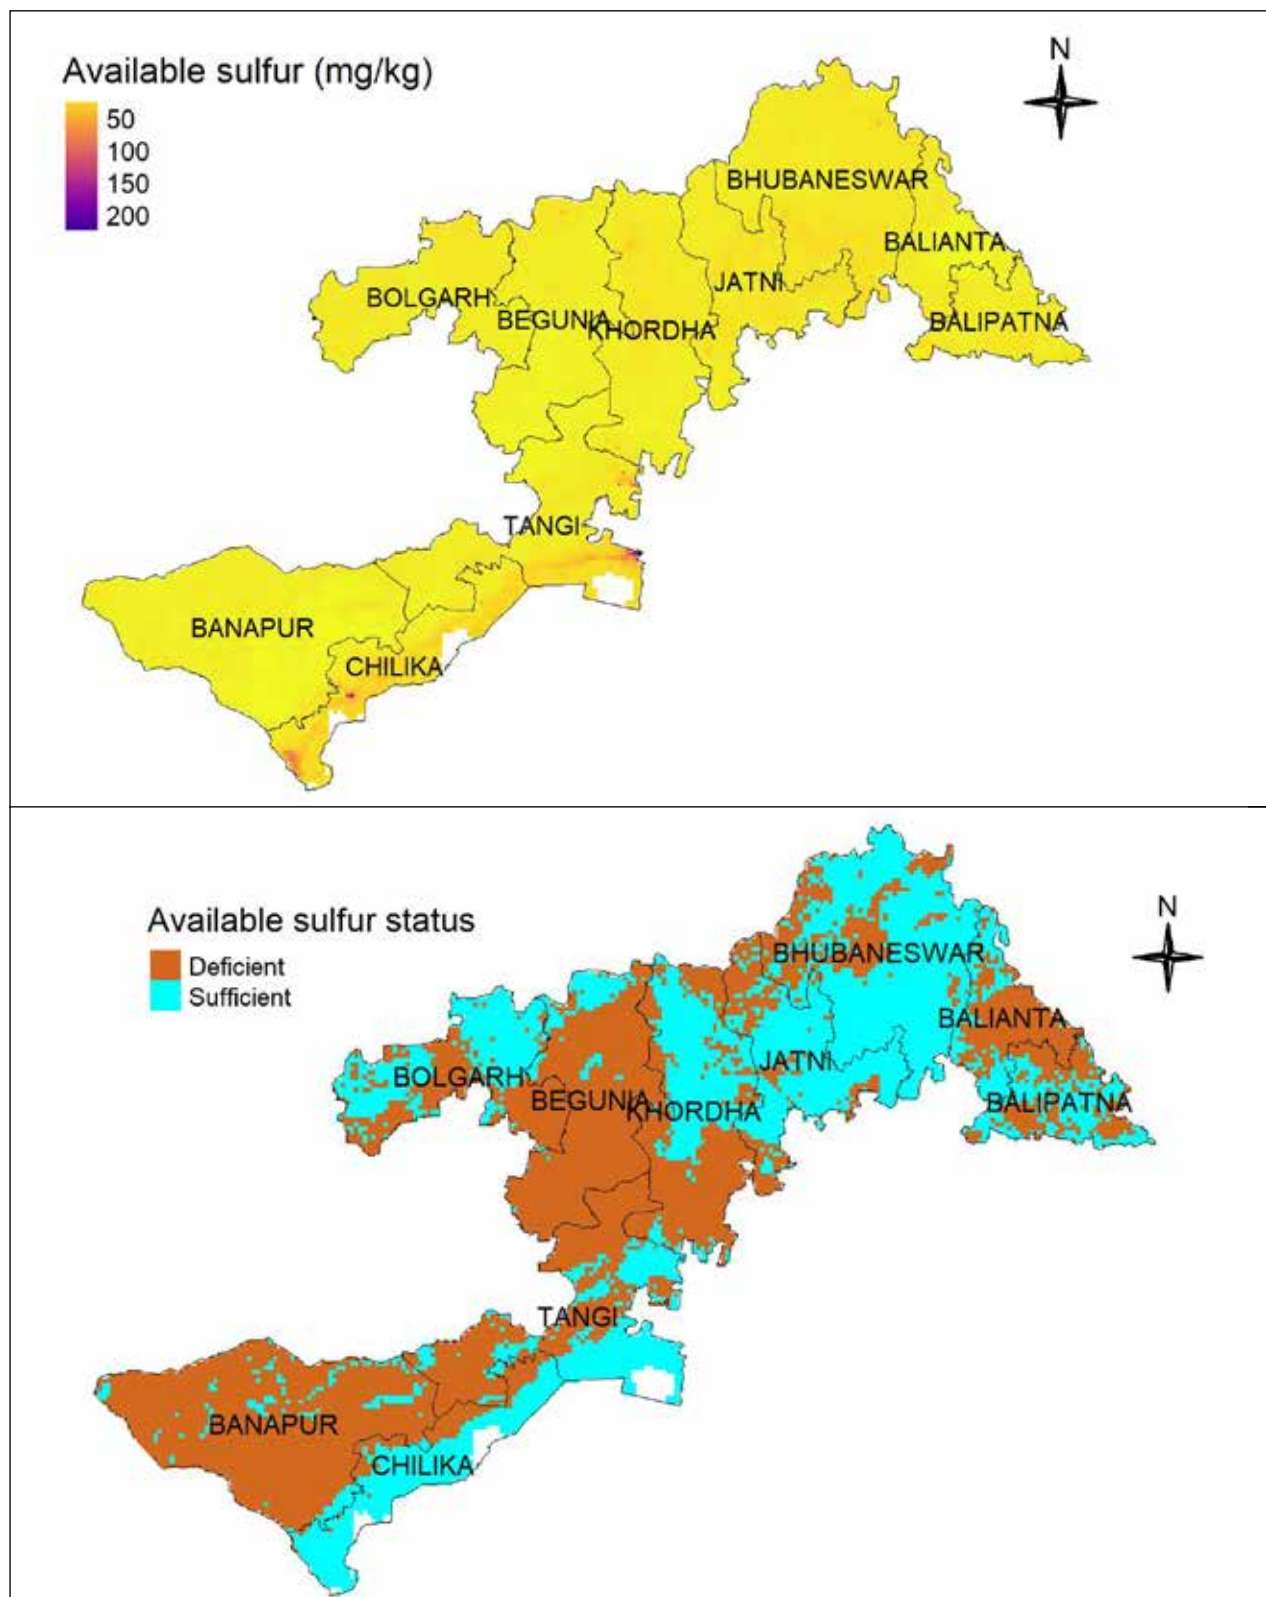 Available sulfur (mg/kg)
50
100
150
200
N
BHUBANESWAR
BALIANTA
JATNI
BOLGARH
BEGUNIA
KHORDHA
BALIPATNA
TANGI
BANAPUR
CHILIKA
Available sulfur status
Deficient
Sufficient
N
BHUBANESWAR
BALIANTA
JATNI
BOLGARH
BEGUNIA
KHORDHA
BALIPATNA
TANGI
BANAPUR
CHILIKA